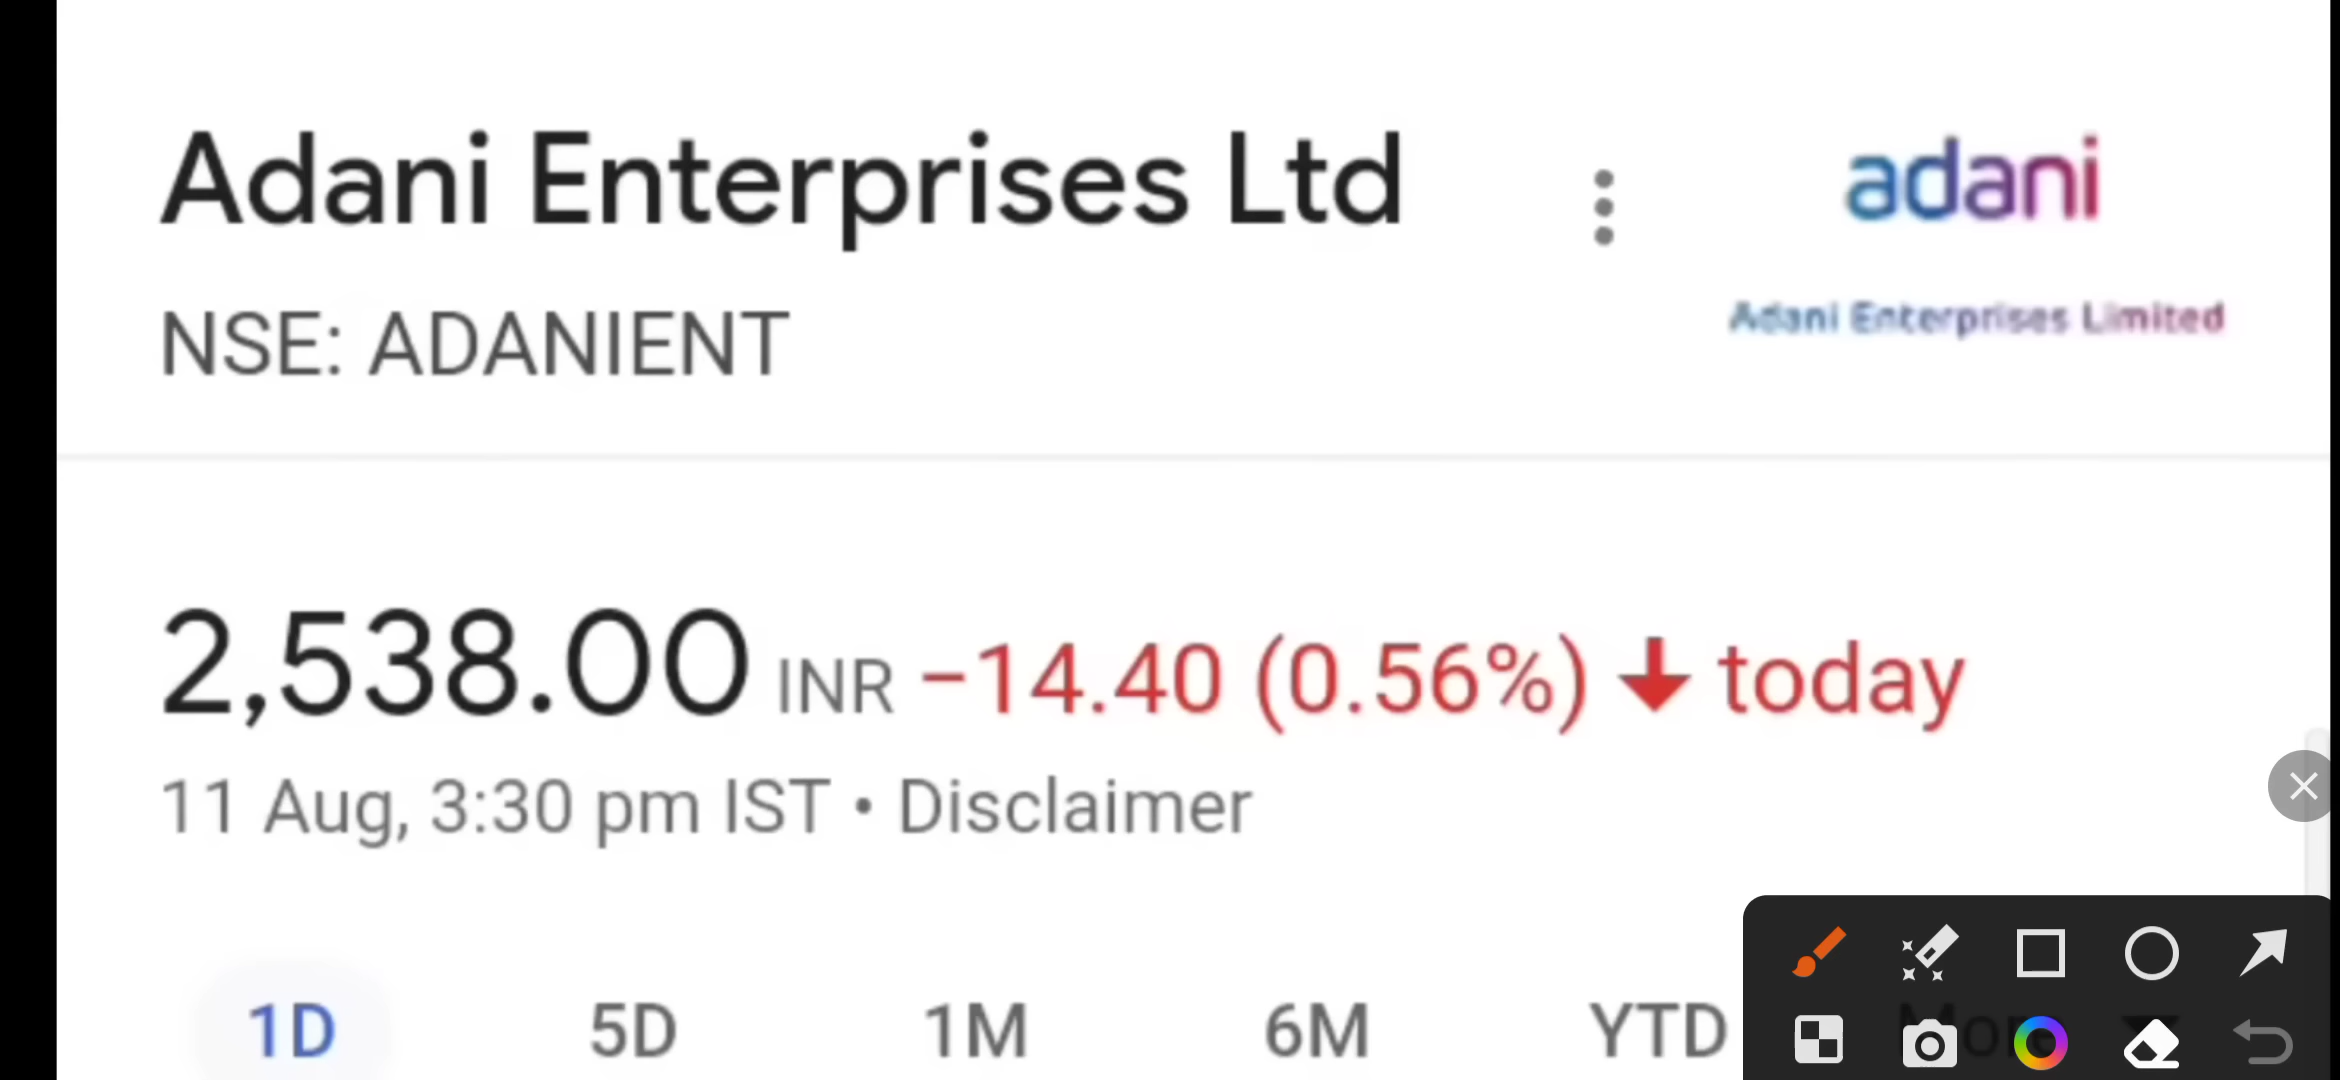 Adani Enterprises Ltd
adani
Adani Enterprises Limited
NSE: ADANIENT
2,538.00 INR −14.40 (0.56%) ↓ today
11 Aug, 3:30 pm IST • Disclaimer
1D 5D 1M 6M YTD More